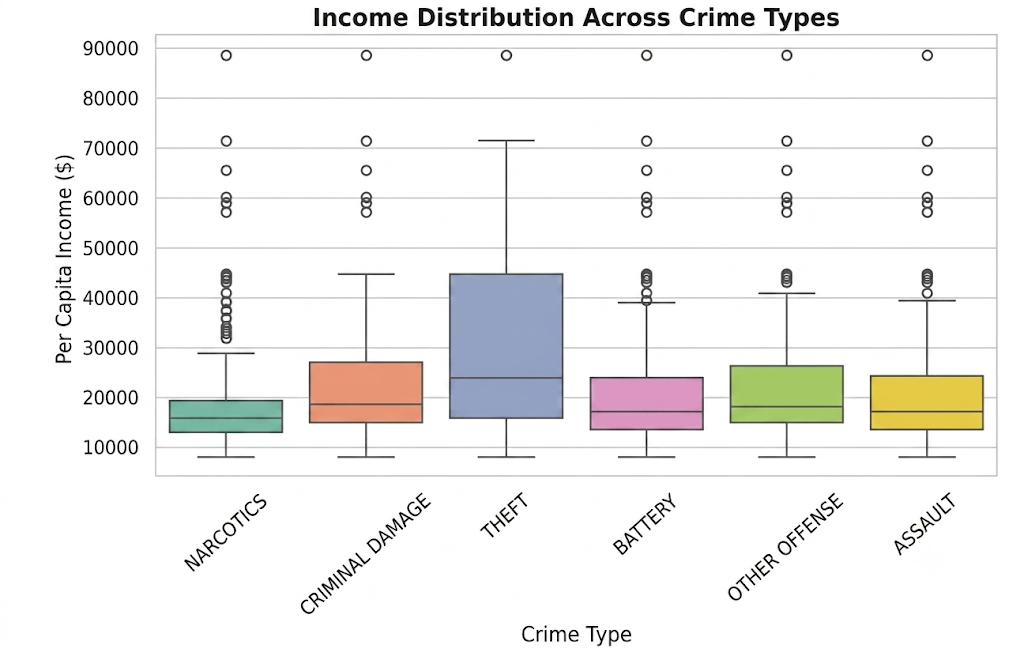 Income Distribution Across Crime Types
Per Capita Income ($)
90000
80000
70000
60000
50000
40000
30000
20000
10000
NARCOTICS
CRIMINAL DAMAGE
THEFT
BATTERY
OTHER OFFENSE
ASSAULT
Crime Type